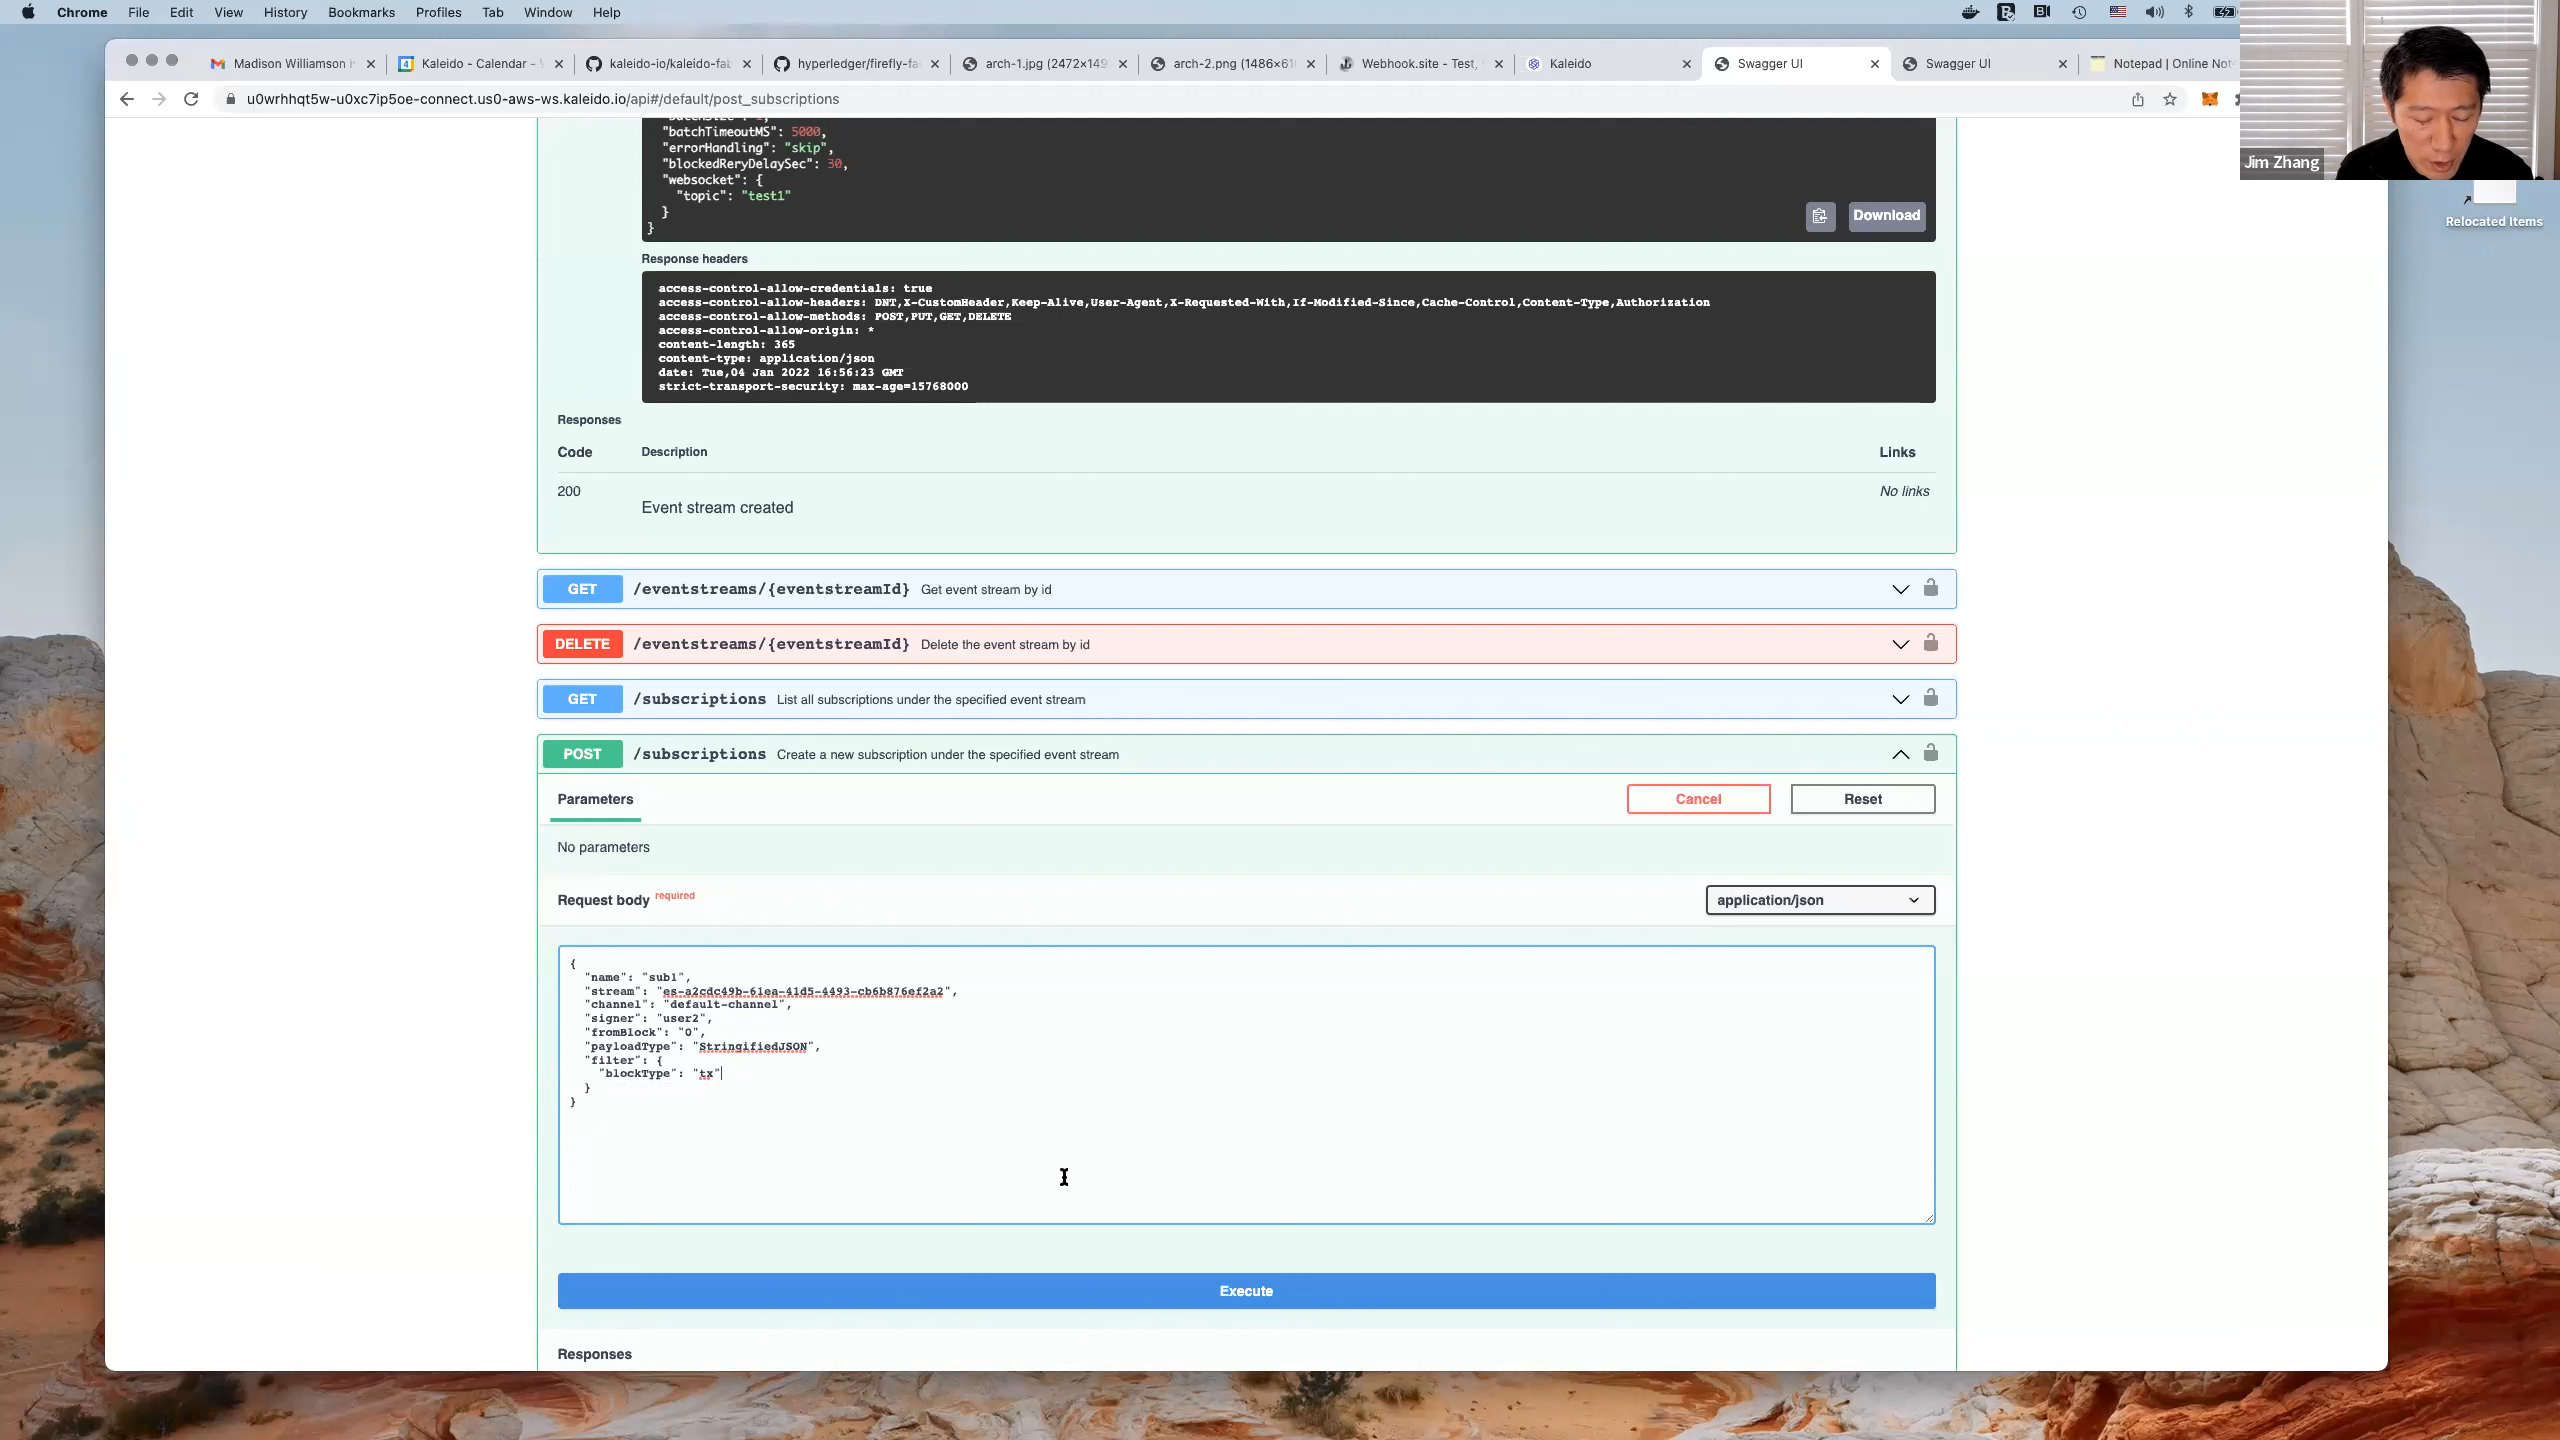 Chrome File Edit View History Bookmarks Profiles Tab Window Help
Madison Williamson
Kaleido - Calendar -
kaleido-io/kaleido-fab
hyperledger/firefly-fa
arch-1.jpg (2472×149
arch-2.png (1486×61
Webhook.site - Test,
Kaleido
Swagger UI
Swagger UI
Notepad | Online Not
u0wrhhqt5w-u0xc7ip5oe-connect.us0-aws-ws.kaleido.io/api#/default/post_subscriptions
Jim Zhang
Relocated Items
"batchTimeoutMS": 5000,
"errorHandling": "skip",
"blockedReryDelaySec": 30,
"websocket": {
"topic": "test1"
}
}
Download
Response headers
access-control-allow-credentials: true
access-control-allow-headers: DNT,X-CustomHeader,Keep-Alive,User-Agent,X-Requested-With,If-Modified-Since,Cache-Control,Content-Type,Authorization
access-control-allow-methods: POST,PUT,GET,DELETE
access-control-allow-origin: *
content-length: 365
content-type: application/json
date: Tue,04 Jan 2022 16:56:23 GMT
strict-transport-security: max-age=15768000
Responses
Code Description Links
200 No links
Event stream created
GET /eventstreams/{eventstreamId} Get event stream by id
DELETE /eventstreams/{eventstreamId} Delete the event stream by id
GET /subscriptions List all subscriptions under the specified event stream
POST /subscriptions Create a new subscription under the specified event stream
Parameters Cancel Reset
No parameters
Request body required application/json
{
"name": "sub1",
"stream": "es-a2cdc49b-61ea-41d5-4493-cb6b876ef2a2",
"channel": "default-channel",
"signer": "user2",
"fromBlock": "0",
"payloadType": "StringifiedJSON",
"filter": {
"blockType": "tx"
}
}
Execute
Responses